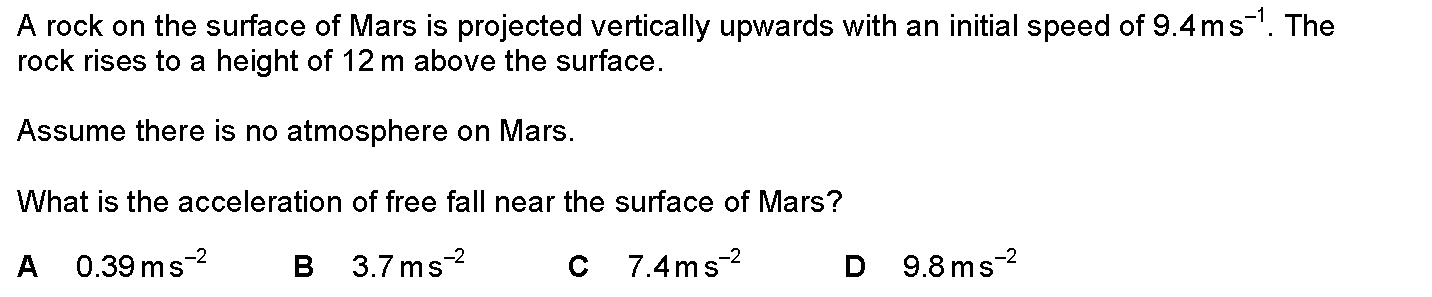 A rock on the surface of Mars is projected vertically upwards with an initial speed of 9.4 m s⁻¹. The
rock rises to a height of 12 m above the surface.
Assume there is no atmosphere on Mars.
What is the acceleration of free fall near the surface of Mars?
A 0.39 m s⁻² B 3.7 m s⁻² C 7.4 m s⁻² D 9.8 m s⁻²